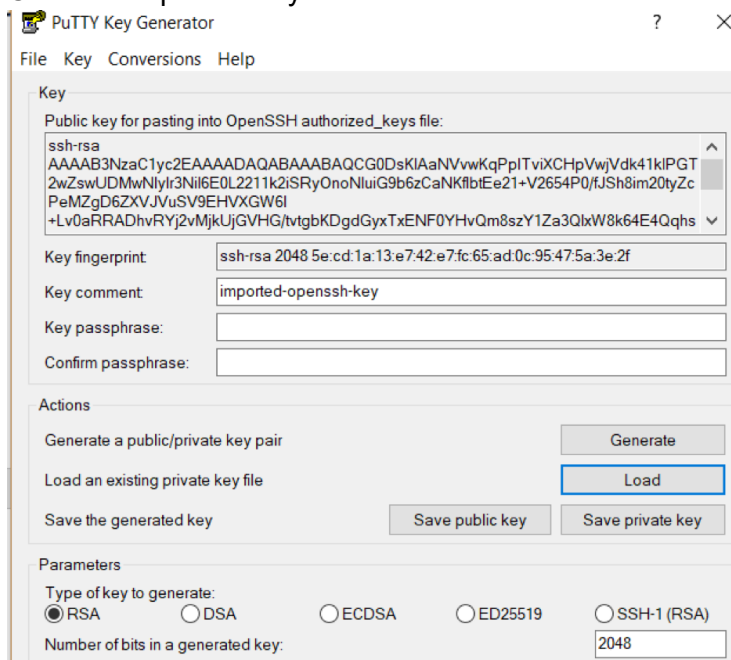 PuTTY Key Generator ?
File Key Conversions Help
Key
Public key for pasting into OpenSSH authorized_keys file:
ssh-rsa
AAAAB3NzaC1yc2EAAAADAQABAAABAQCG0DsKlAaNVvwKqPpITviXCHpVwjVdk41klPGT
2wZswUDMwNlylr3Nil6E0L2211k2iSRyOnoNluiG9b6zCaNKflbtEe21+V2654P0/fJSh8im20tyZc
PeMZgD6ZXVJVuSV9EHVXGW6l
+Lv0aRRADhvRYj2vMjkUjGVHG/tvtgbKDgdGyxTxENF0YHvQm8szY1Za3QlxW8k64E4Qqhs
Key fingerprint: ssh-rsa 2048 5e:cd:1a:13:e7:42:e7:fc:65:ad:0c:95:47:5a:3e:2f
Key comment: imported-openssh-key
Key passphrase:
Confirm passphrase:
Actions
Generate a public/private key pair Generate
Load an existing private key file Load
Save the generated key Save public key Save private key
Parameters
Type of key to generate:
RSA DSA ECDSA ED25519 SSH-1 (RSA)
Number of bits in a generated key: 2048